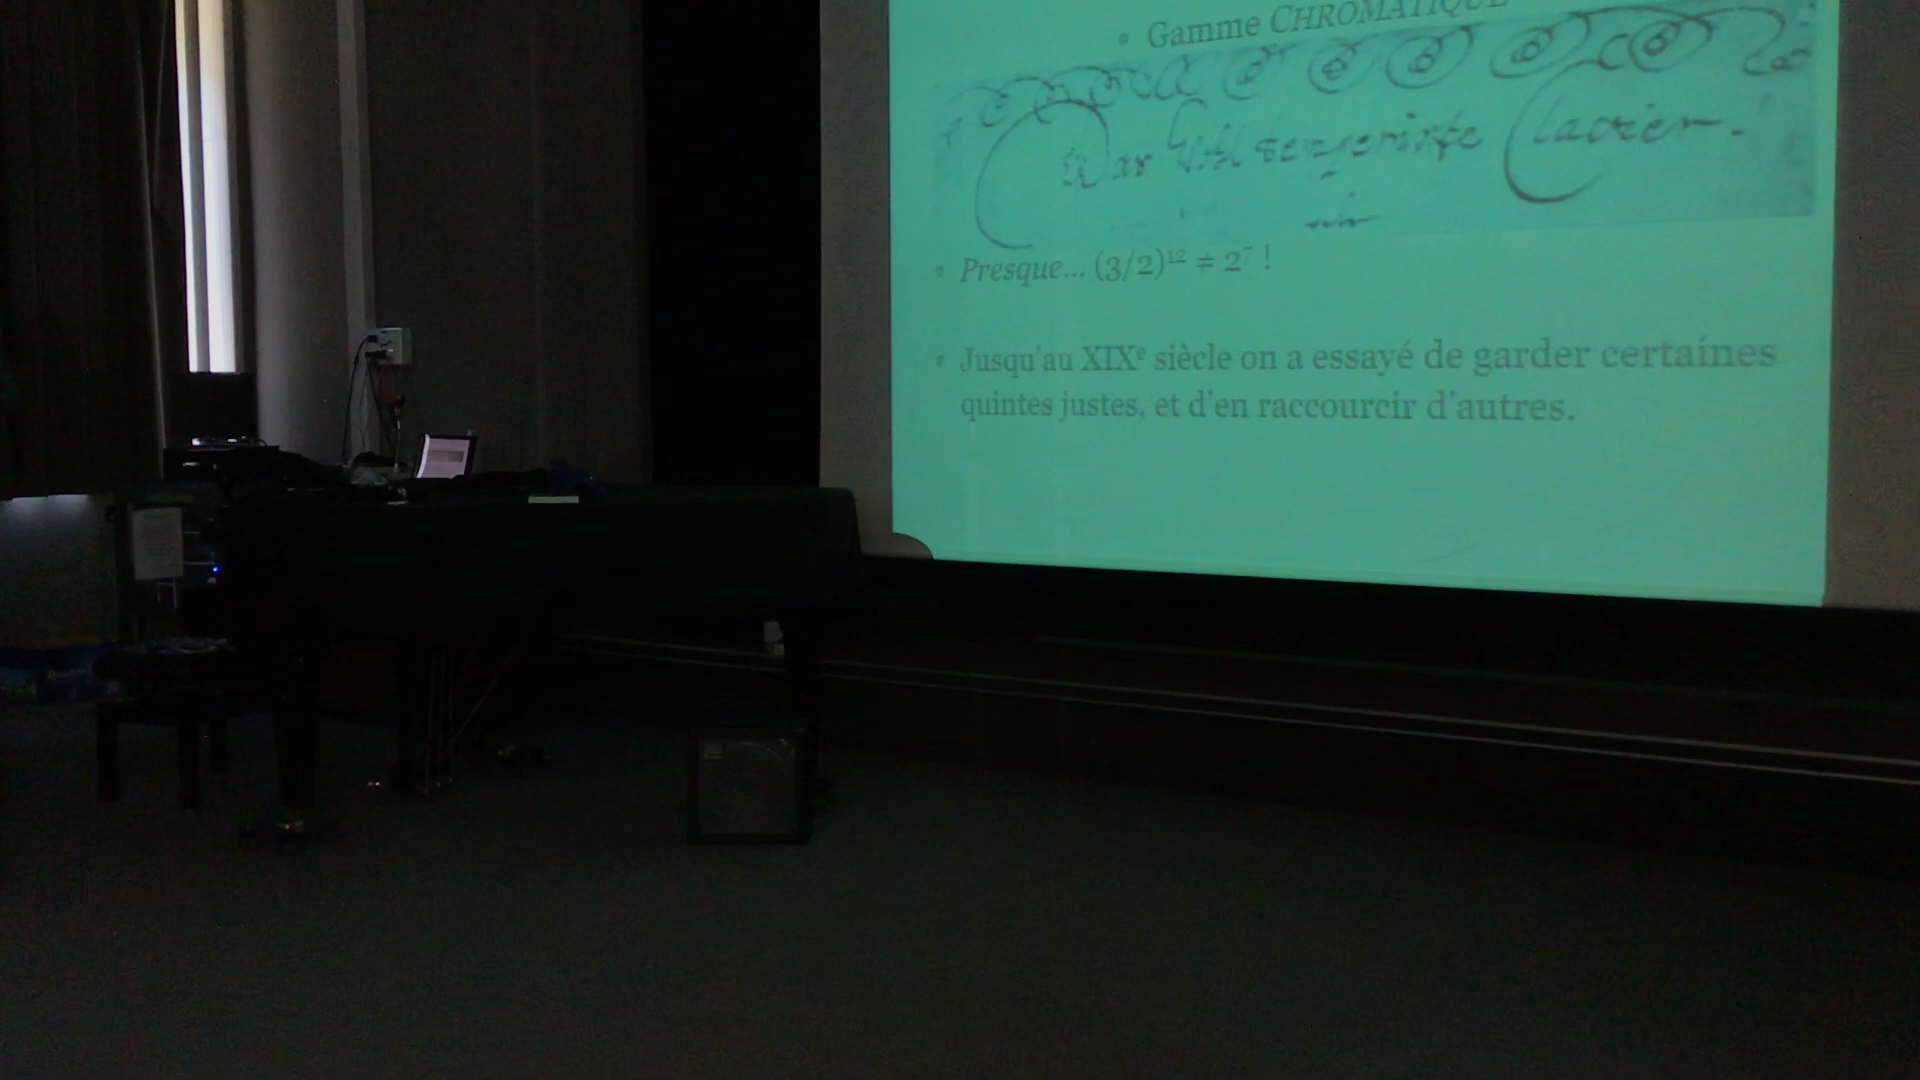 • Gamme CHROMATIQUE
Das Wohl temperirte Clavier.
• Presque... (3/2)¹² ≠ 2⁷ !
• Jusqu'au XIXᵉ siècle on a essayé de garder certaines
quintes justes, et d'en raccourcir d'autres.